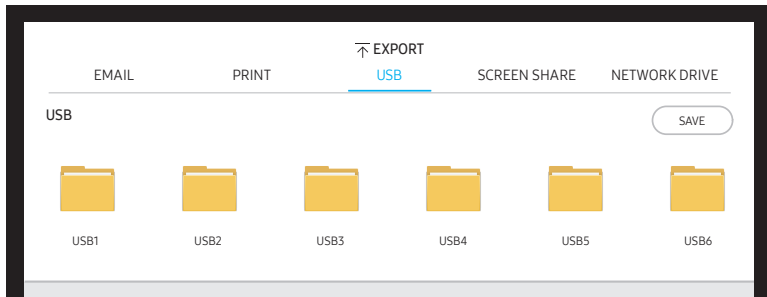 EXPORT
EMAIL PRINT USB SCREEN SHARE NETWORK DRIVE
USB SAVE
USB1 USB2 USB3 USB4 USB5 USB6